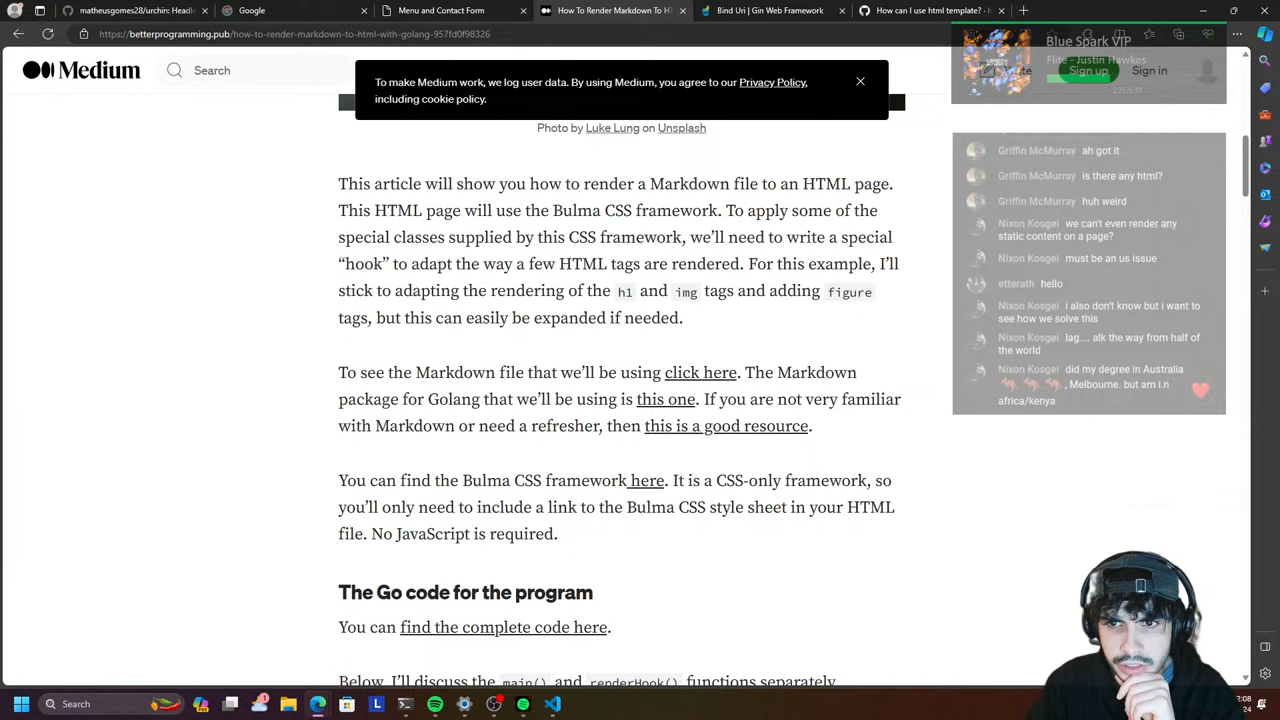 matheusgomes28/urchin: Headl
Google
Menu and Contact Form
How To Render Markdown To HT
Bind Uri | Gin Web Framework
How can I use html template?
https://betterprogramming.pub/how-to-render-markdown-to-html-with-golang-957fd0f98326
Medium
Search
Write
Sign up
Sign in
To make Medium work, we log user data. By using Medium, you agree to our Privacy Policy,
including cookie policy.
Blue Spark VIP
Flite - Justin Hawkes
Photo by Luke Lung on Unsplash
This article will show you how to render a Markdown file to an HTML page.
This HTML page will use the Bulma CSS framework. To apply some of the
special classes supplied by this CSS framework, we’ll need to write a special
“hook” to adapt the way a few HTML tags are rendered. For this example, I’ll
stick to adapting the rendering of the h1 and img tags and adding figure
tags, but this can easily be expanded if needed.
To see the Markdown file that we’ll be using click here. The Markdown
package for Golang that we’ll be using is this one. If you are not very familiar
with Markdown or need a refresher, then this is a good resource.
You can find the Bulma CSS framework here. It is a CSS-only framework, so
you’ll only need to include a link to the Bulma CSS style sheet in your HTML
file. No JavaScript is required.
The Go code for the program
You can find the complete code here.
Below, I’ll discuss the main() and renderHook() functions separately
Griffin McMurray ah got it
Griffin McMurray is there any html?
Griffin McMurray huh weird
Nixon Kosgei we can't even render any
static content on a page?
Nixon Kosgei must be an us issue
etterath hello
Nixon Kosgei i also don't know but i want to
see how we solve this
Nixon Kosgei lag.... alk the way from half of
the world
Nixon Kosgei did my degree in Australia
, Melbourne. but am i.n
africa/kenya
Search